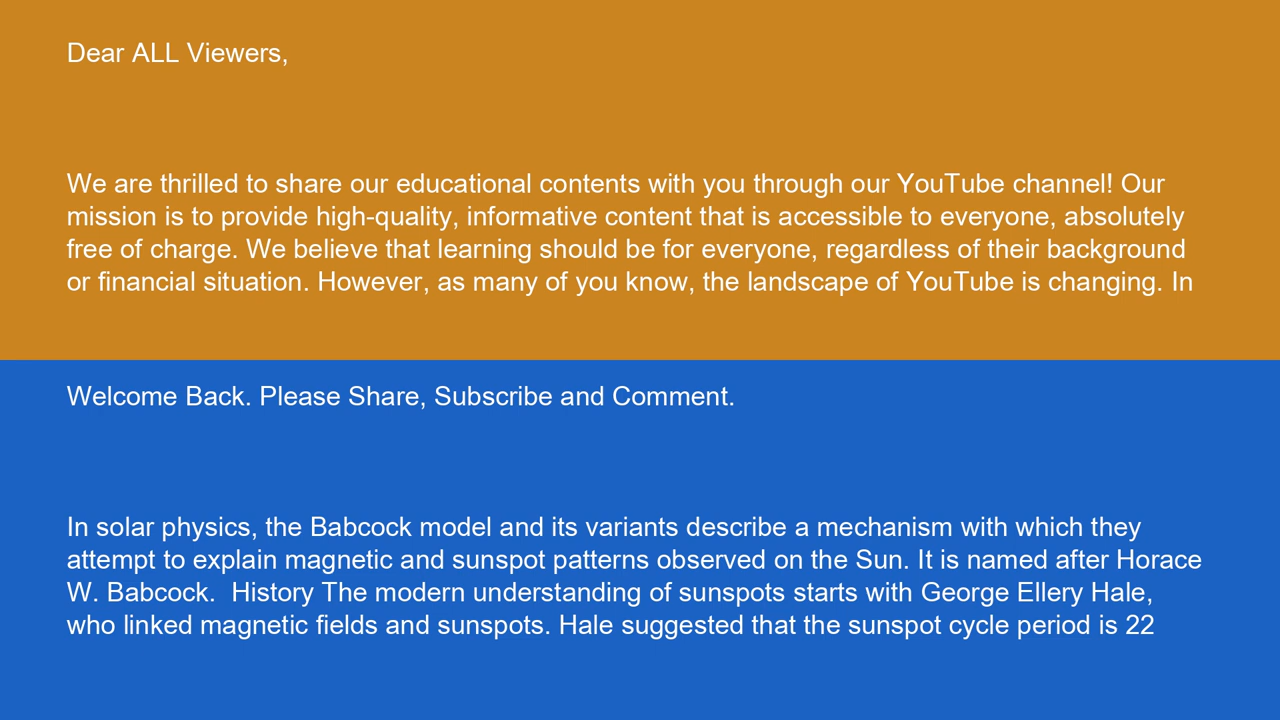 Dear ALL Viewers,
We are thrilled to share our educational contents with you through our YouTube channel! Our
mission is to provide high-quality, informative content that is accessible to everyone, absolutely
free of charge. We believe that learning should be for everyone, regardless of their background
or financial situation. However, as many of you know, the landscape of YouTube is changing. In
Welcome Back. Please Share, Subscribe and Comment.
In solar physics, the Babcock model and its variants describe a mechanism with which they
attempt to explain magnetic and sunspot patterns observed on the Sun. It is named after Horace
W. Babcock.  History The modern understanding of sunspots starts with George Ellery Hale,
who linked magnetic fields and sunspots. Hale suggested that the sunspot cycle period is 22